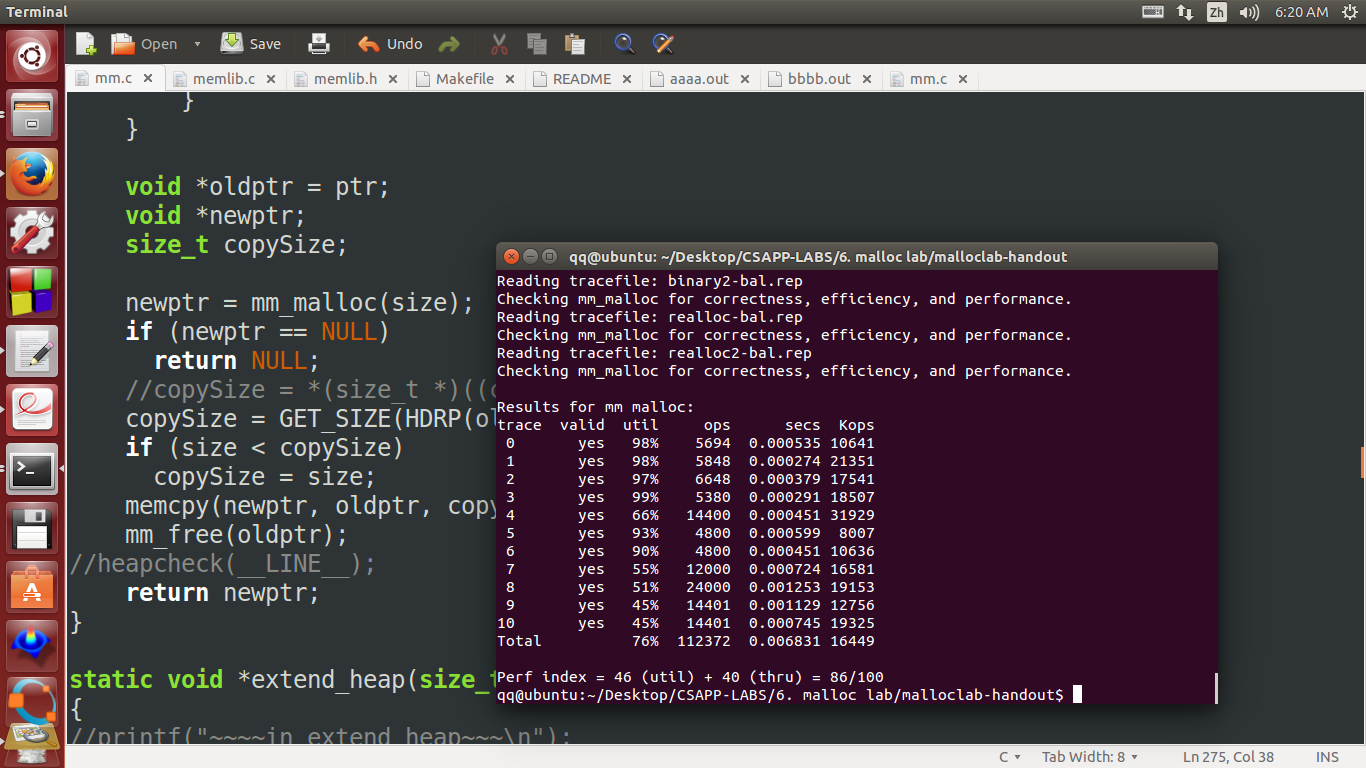 Terminal
Zh
6:20 AM
Open
Save
Undo
mm.c
memlib.c
memlib.h
Makefile
README
aaaa.out
bbbb.out
mm.c
}
}
void *oldptr = ptr;
void *newptr;
size_t copySize;
newptr = mm_malloc(size);
if (newptr == NULL)
return NULL;
//copySize = *(size_t *)((
copySize = GET_SIZE(HDRP(ol
if (size < copySize)
copySize = size;
memcpy(newptr, oldptr, copy
mm_free(oldptr);
//heapcheck(__LINE__);
return newptr;
}
static void *extend_heap(size_t
{
//printf("~~~~in extend heap~~~\n");
qq@ubuntu: ~/Desktop/CSAPP-LABS/6. malloc lab/malloclab-handout
Reading tracefile: binary2-bal.rep
Checking mm_malloc for correctness, efficiency, and performance.
Reading tracefile: realloc-bal.rep
Checking mm_malloc for correctness, efficiency, and performance.
Reading tracefile: realloc2-bal.rep
Checking mm_malloc for correctness, efficiency, and performance.
Results for mm malloc:
trace valid util ops secs Kops
0 yes 98% 5694 0.000535 10641
1 yes 98% 5848 0.000274 21351
2 yes 97% 6648 0.000379 17541
3 yes 99% 5380 0.000291 18507
4 yes 66% 14400 0.000451 31929
5 yes 93% 4800 0.000599 8007
6 yes 90% 4800 0.000451 10636
7 yes 55% 12000 0.000724 16581
8 yes 51% 24000 0.001253 19153
9 yes 45% 14401 0.001129 12756
10 yes 45% 14401 0.000745 19325
Total 76% 112372 0.006831 16449
Perf index = 46 (util) + 40 (thru) = 86/100
qq@ubuntu:~/Desktop/CSAPP-LABS/6. malloc lab/malloclab-handout$
C
Tab Width: 8
Ln 275, Col 38
INS